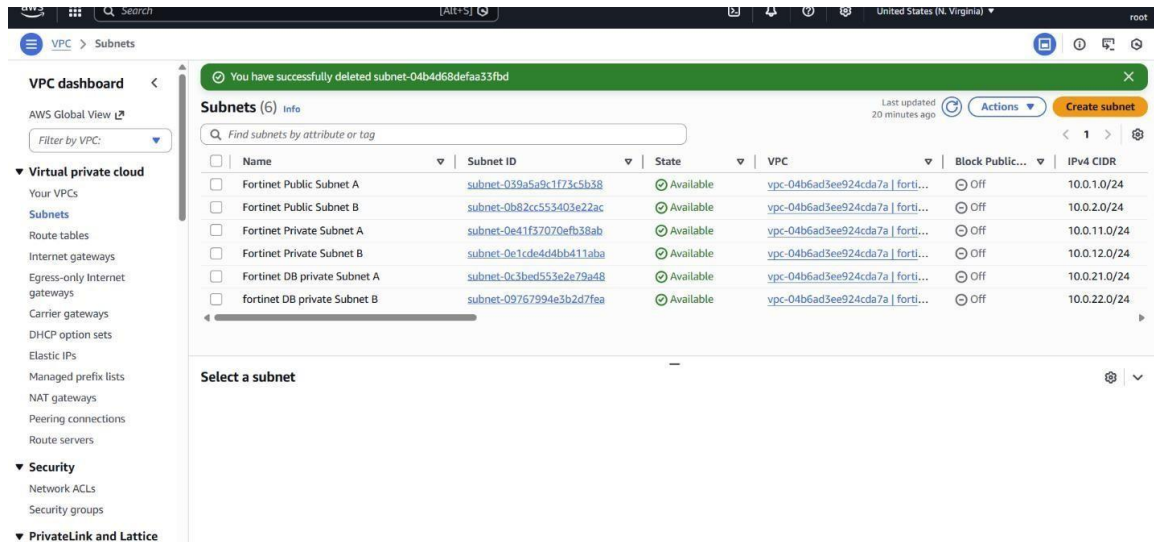 aws Search [Alt+S] United States (N. Virginia) root
VPC > Subnets
You have successfully deleted subnet-04b4d68defaa33fbd
VPC dashboard
AWS Global View
Filter by VPC:
Virtual private cloud
Your VPCs
Subnets
Route tables
Internet gateways
Egress-only Internet
gateways
Carrier gateways
DHCP option sets
Elastic IPs
Managed prefix lists
NAT gateways
Peering connections
Route servers
Security
Network ACLs
Security groups
PrivateLink and Lattice
Subnets (6) Info
Last updated
20 minutes ago
Actions
Create subnet
Find subnets by attribute or tag
1
Name Subnet ID State VPC Block Public... IPv4 CIDR
Fortinet Public Subnet A subnet-039a5a9c1f73c5b38 Available vpc-04b6ad3ee924cda7a | forti... Off 10.0.1.0/24
Fortinet Public Subnet B subnet-0b82cc553403e22ac Available vpc-04b6ad3ee924cda7a | forti... Off 10.0.2.0/24
Fortinet Private Subnet A subnet-0e41f37070efb38ab Available vpc-04b6ad3ee924cda7a | forti... Off 10.0.11.0/24
Fortinet Private Subnet B subnet-0e1cde4d4bb411aba Available vpc-04b6ad3ee924cda7a | forti... Off 10.0.12.0/24
Fortinet DB private Subnet A subnet-0c3bed553e2e79a48 Available vpc-04b6ad3ee924cda7a | forti... Off 10.0.21.0/24
fortinet DB private Subnet B subnet-09767994e3b2d7fea Available vpc-04b6ad3ee924cda7a | forti... Off 10.0.22.0/24
Select a subnet